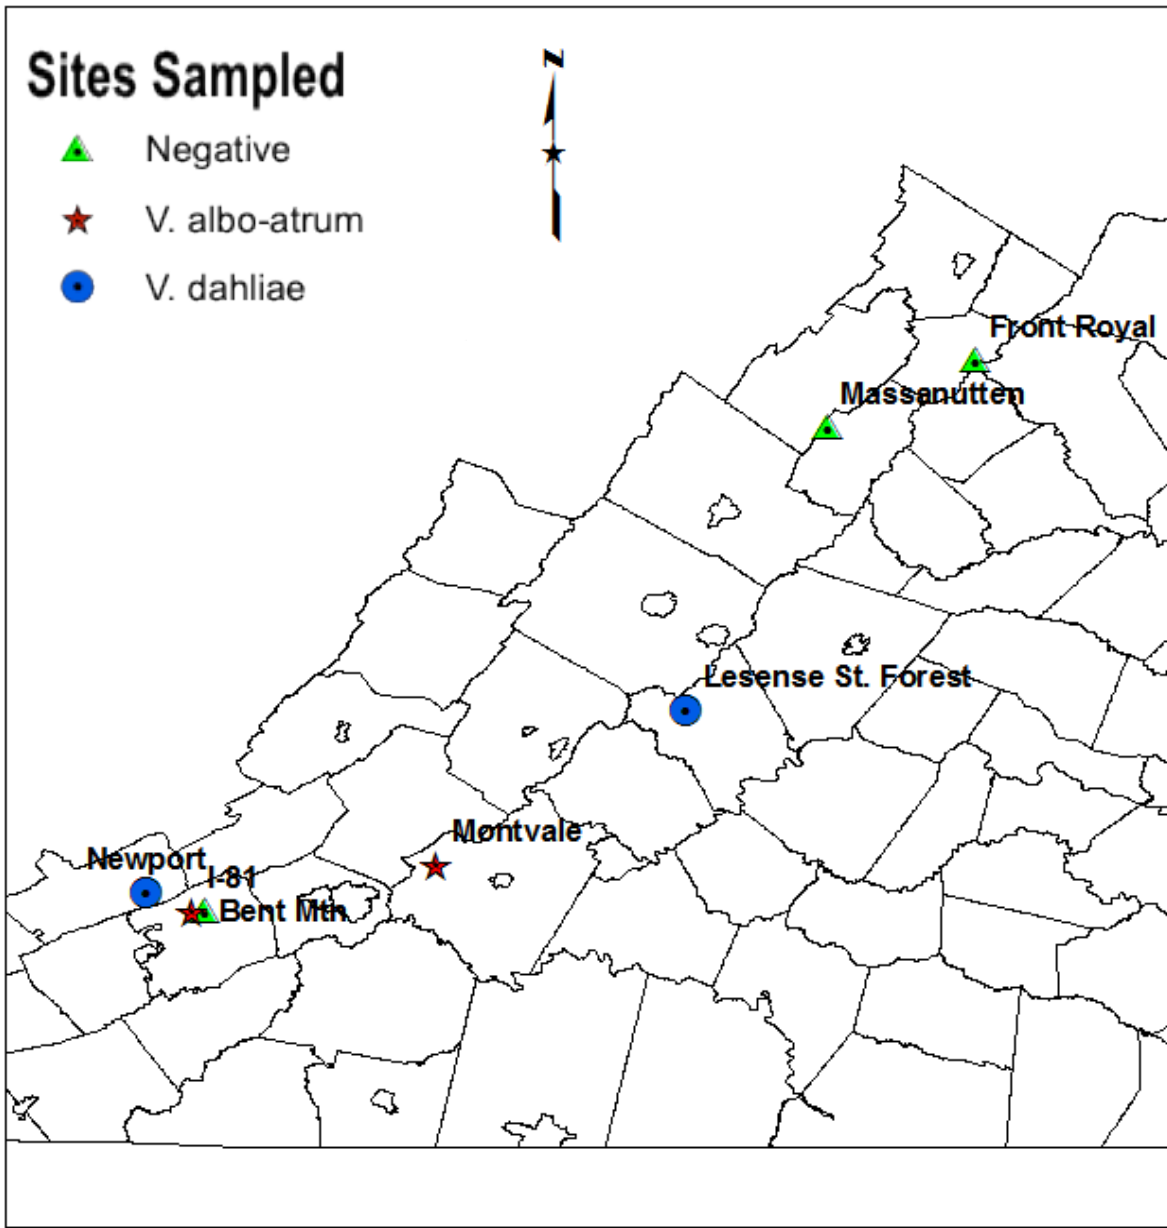 Sites Sampled
N
Negative
V. albo-atrum
V. dahliae
Front Royal
Massanutten
Lesense St. Forest
Montvale
Newport
I-81
Bent Mtn